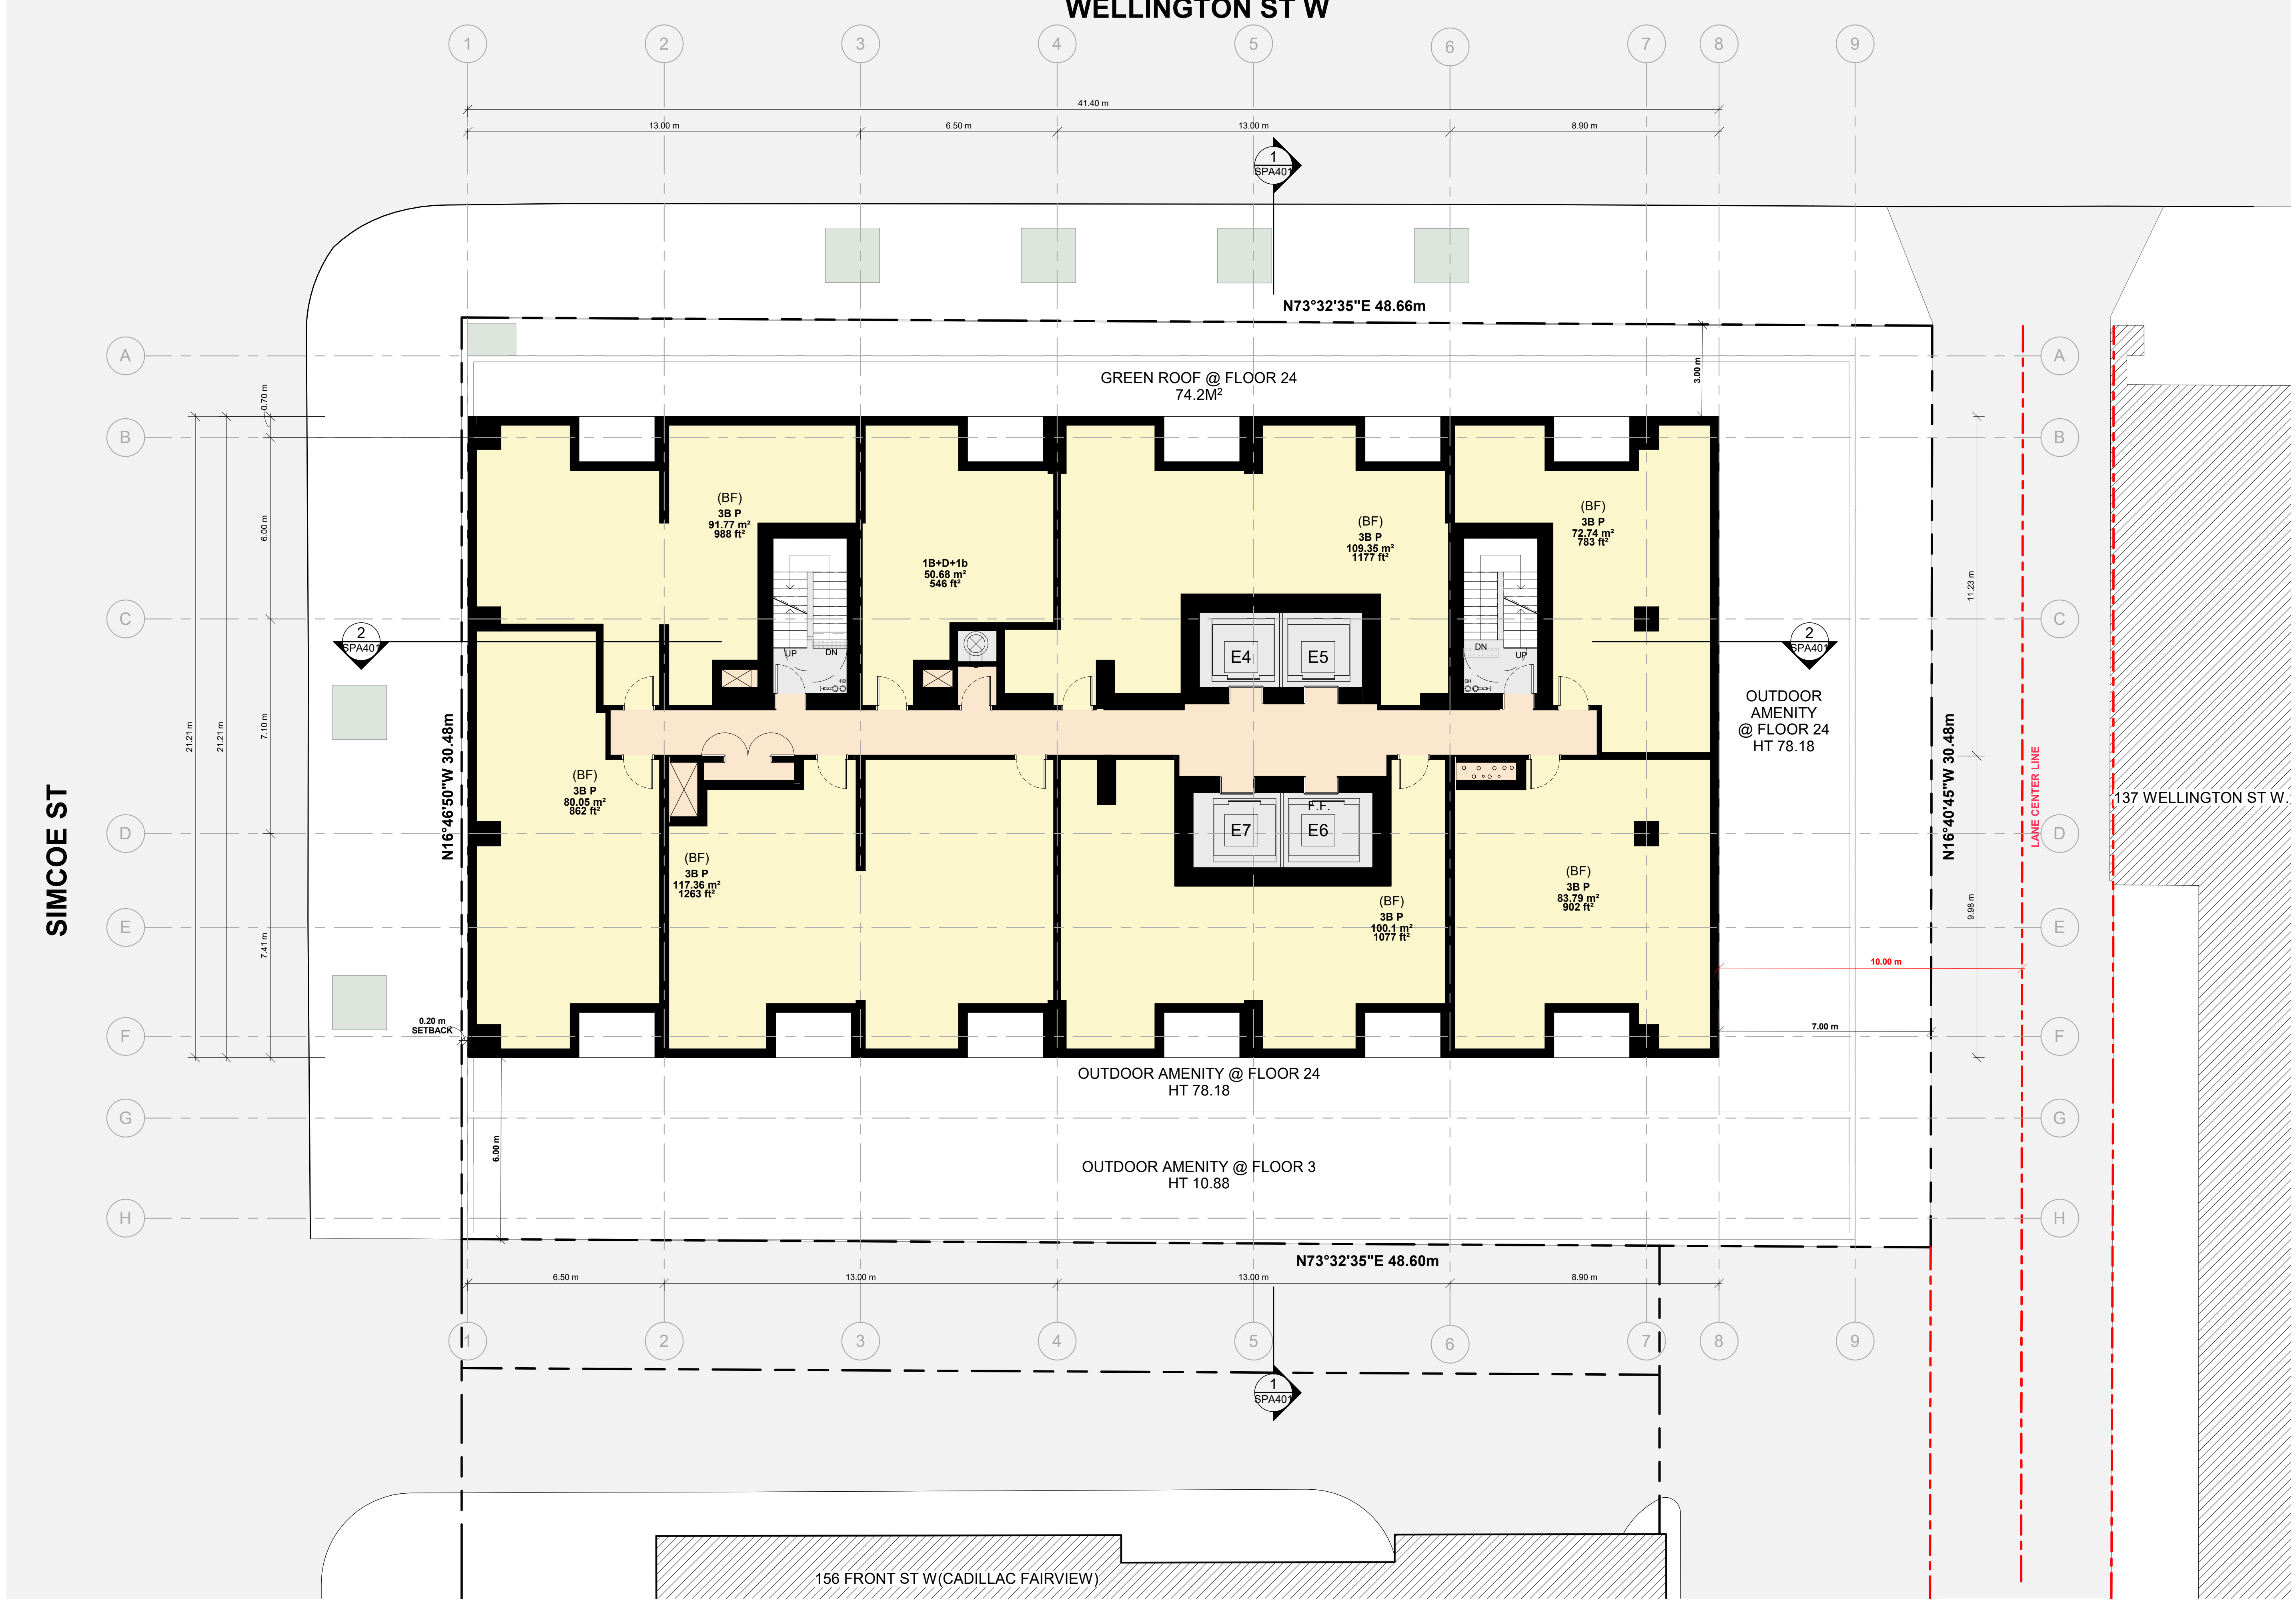 WELLINGTON ST W
1
2
3
4
5
6
7
8
9
41.40 m
13.00 m
6.50 m
13.00 m
8.90 m
1
SPA401
N73°32'35"E 48.66m
A
A
3.00 m
GREEN ROOF @ FLOOR 24
74.2M²
0.70 m
B
B
(BF)
3B P
91.77 m²
988 ft²
1B+D+1b
50.68 m²
546 ft²
(BF)
3B P
109.35 m²
1177 ft²
(BF)
3B P
72.74 m²
783 ft²
6.00 m
11.23 m
C
C
2
SPA401
2
SPA401
UP
DN
E4
E5
DN
UP
OUTDOOR
AMENITY
@ FLOOR 24
HT 78.18
21.21 m
21.21 m
7.10 m
N16°46'50"W 30.48m
N16°40'45"W 30.48m
LANE CENTER LINE
137 WELLINGTON ST W.
SIMCOE ST
(BF)
3B P
80.05 m²
862 ft²
F.F.
E7
E6
D
D
(BF)
3B P
117.36 m²
1263 ft²
(BF)
3B P
100.1 m²
1077 ft²
(BF)
3B P
83.79 m²
902 ft²
9.98 m
E
E
7.41 m
10.00 m
0.20 m
SETBACK
7.00 m
F
F
OUTDOOR AMENITY @ FLOOR 24
HT 78.18
G
G
6.00 m
OUTDOOR AMENITY @ FLOOR 3
HT 10.88
H
H
N73°32'35"E 48.60m
6.50 m
13.00 m
13.00 m
8.90 m
1
2
3
4
5
6
7
8
9
1
SPA401
156 FRONT ST W(CADILLAC FAIRVIEW)